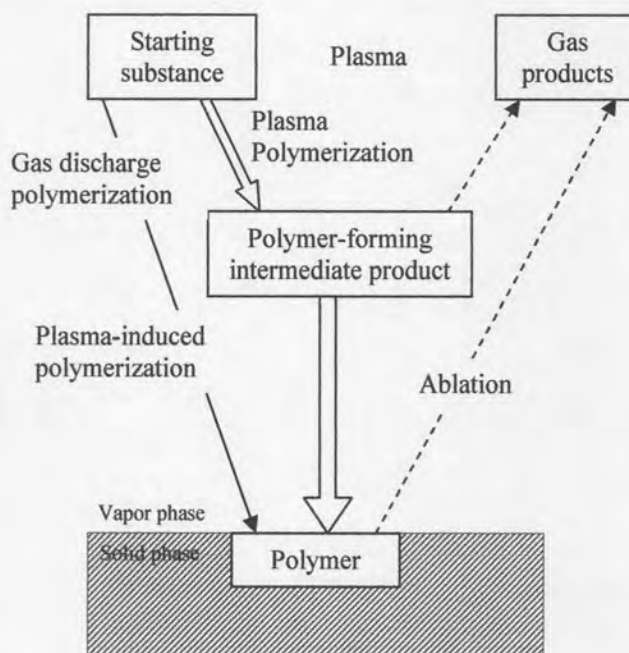 Starting
substance
Plasma
Gas
products
Plasma
Polymerization
Gas discharge
polymerization
Polymer-forming
intermediate product
Plasma-induced
polymerization
Ablation
Vapor phase
Solid phase
Polymer